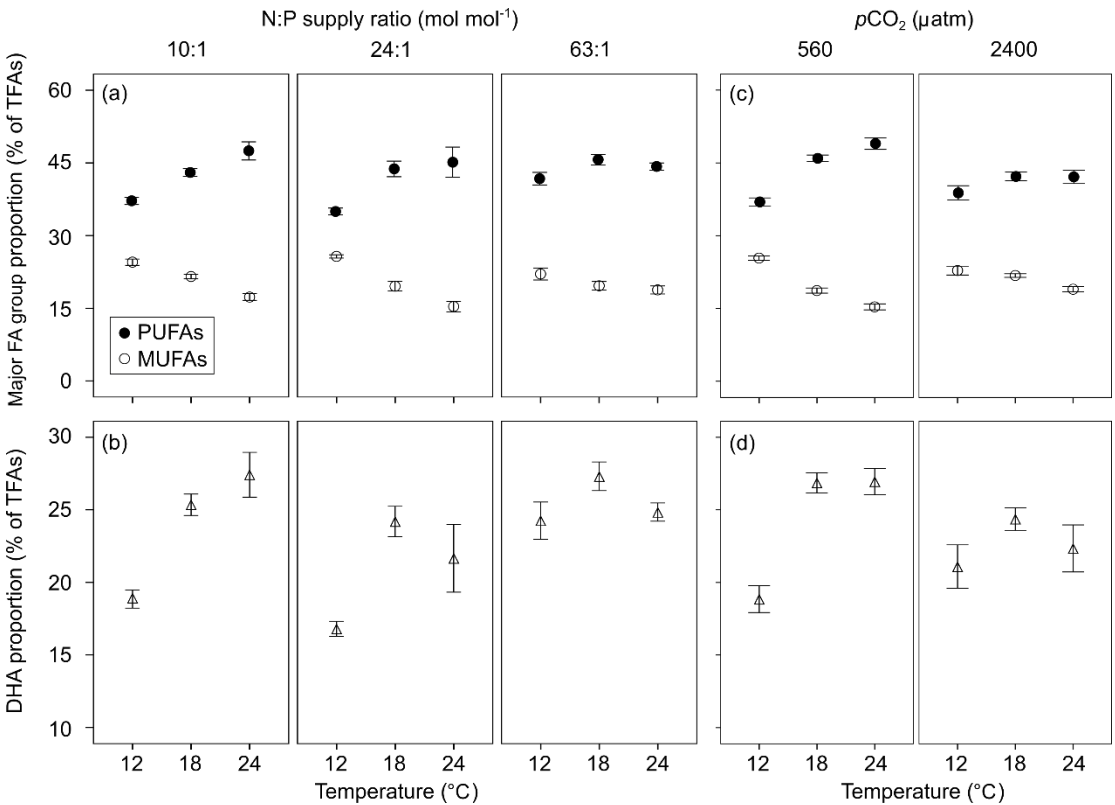 N:P supply ratio (mol mol⁻¹)
pCO₂ (µatm)
10:1
24:1
63:1
560
2400
Major FA group proportion (% of TFAs)
60
45
30
15
0
(a)
(c)
PUFAs
MUFAs
DHA proportion (% of TFAs)
30
25
20
15
10
(b)
(d)
12 18 24
12 18 24
12 18 24
12 18 24
12 18 24
Temperature (°C)
Temperature (°C)